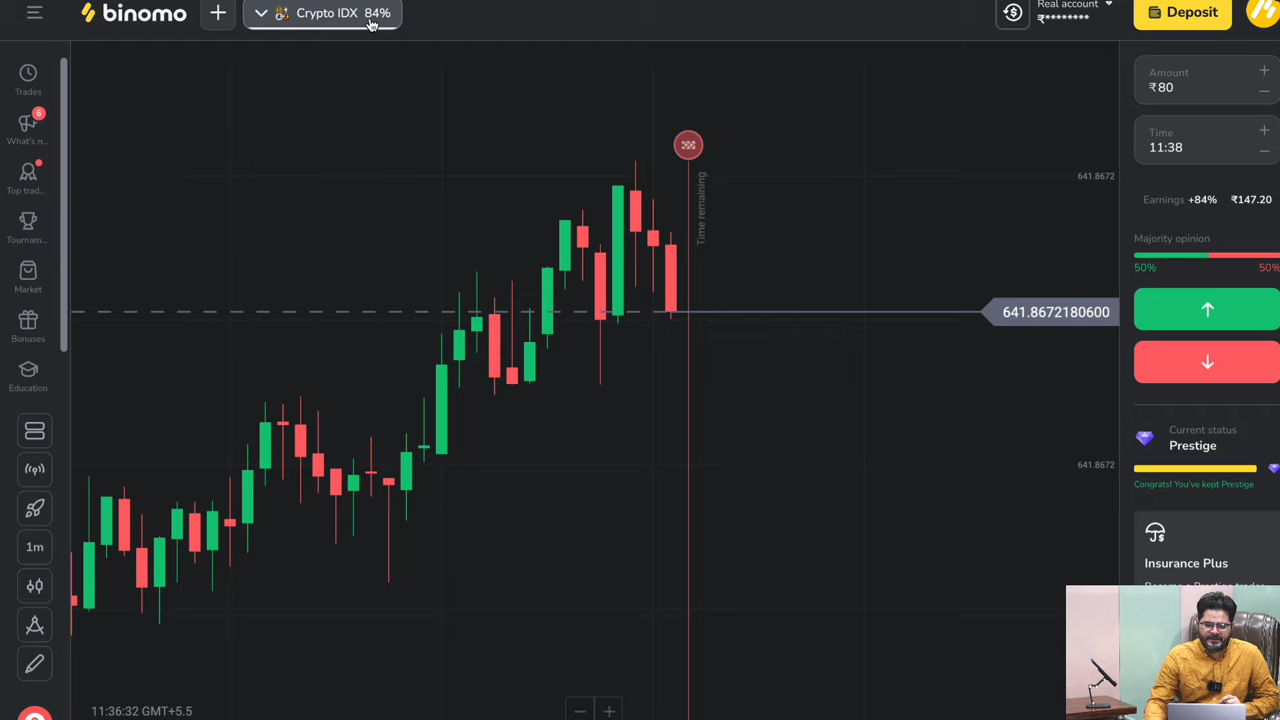 binomo
+
Crypto IDX 84%
Real account
₹********
Deposit
Trades
6
What's n...
Top trad...
Tournam...
Market
Bonuses
Education
1m
Time remaining
641.8672
641.8672180600
641.8672
Amount
₹80
Time
11:38
Earnings +84% ₹147.20
Majority opinion
50% 50%
Current status
Prestige
Congrats! You've kept Prestige
Insurance Plus
11:36:32 GMT+5.5